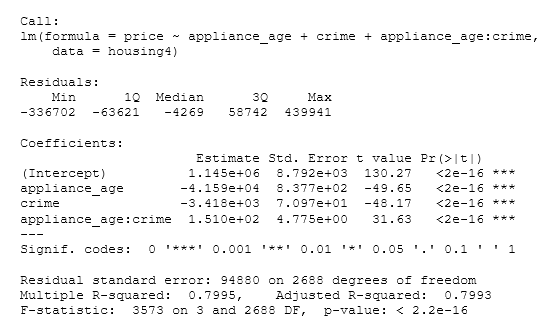 Call:
lm(formula = price ~ appliance_age + crime + appliance_age:crime,
    data = housing4)

Residuals:
    Min      1Q  Median      3Q     Max
-336702  -63621   -4269   58742  439941

Coefficients:
                      Estimate Std. Error t value Pr(>|t|)
(Intercept)          1.145e+06  8.792e+03  130.27   <2e-16 ***
appliance_age       -4.159e+04  8.377e+02  -49.65   <2e-16 ***
crime               -3.418e+03  7.097e+01  -48.17   <2e-16 ***
appliance_age:crime  1.510e+02  4.775e+00   31.63   <2e-16 ***
---
Signif. codes:  0 '***' 0.001 '**' 0.01 '*' 0.05 '.' 0.1 ' ' 1

Residual standard error: 94880 on 2688 degrees of freedom
Multiple R-squared:  0.7995,    Adjusted R-squared:  0.7993
F-statistic:  3573 on 3 and 2688 DF,  p-value: < 2.2e-16